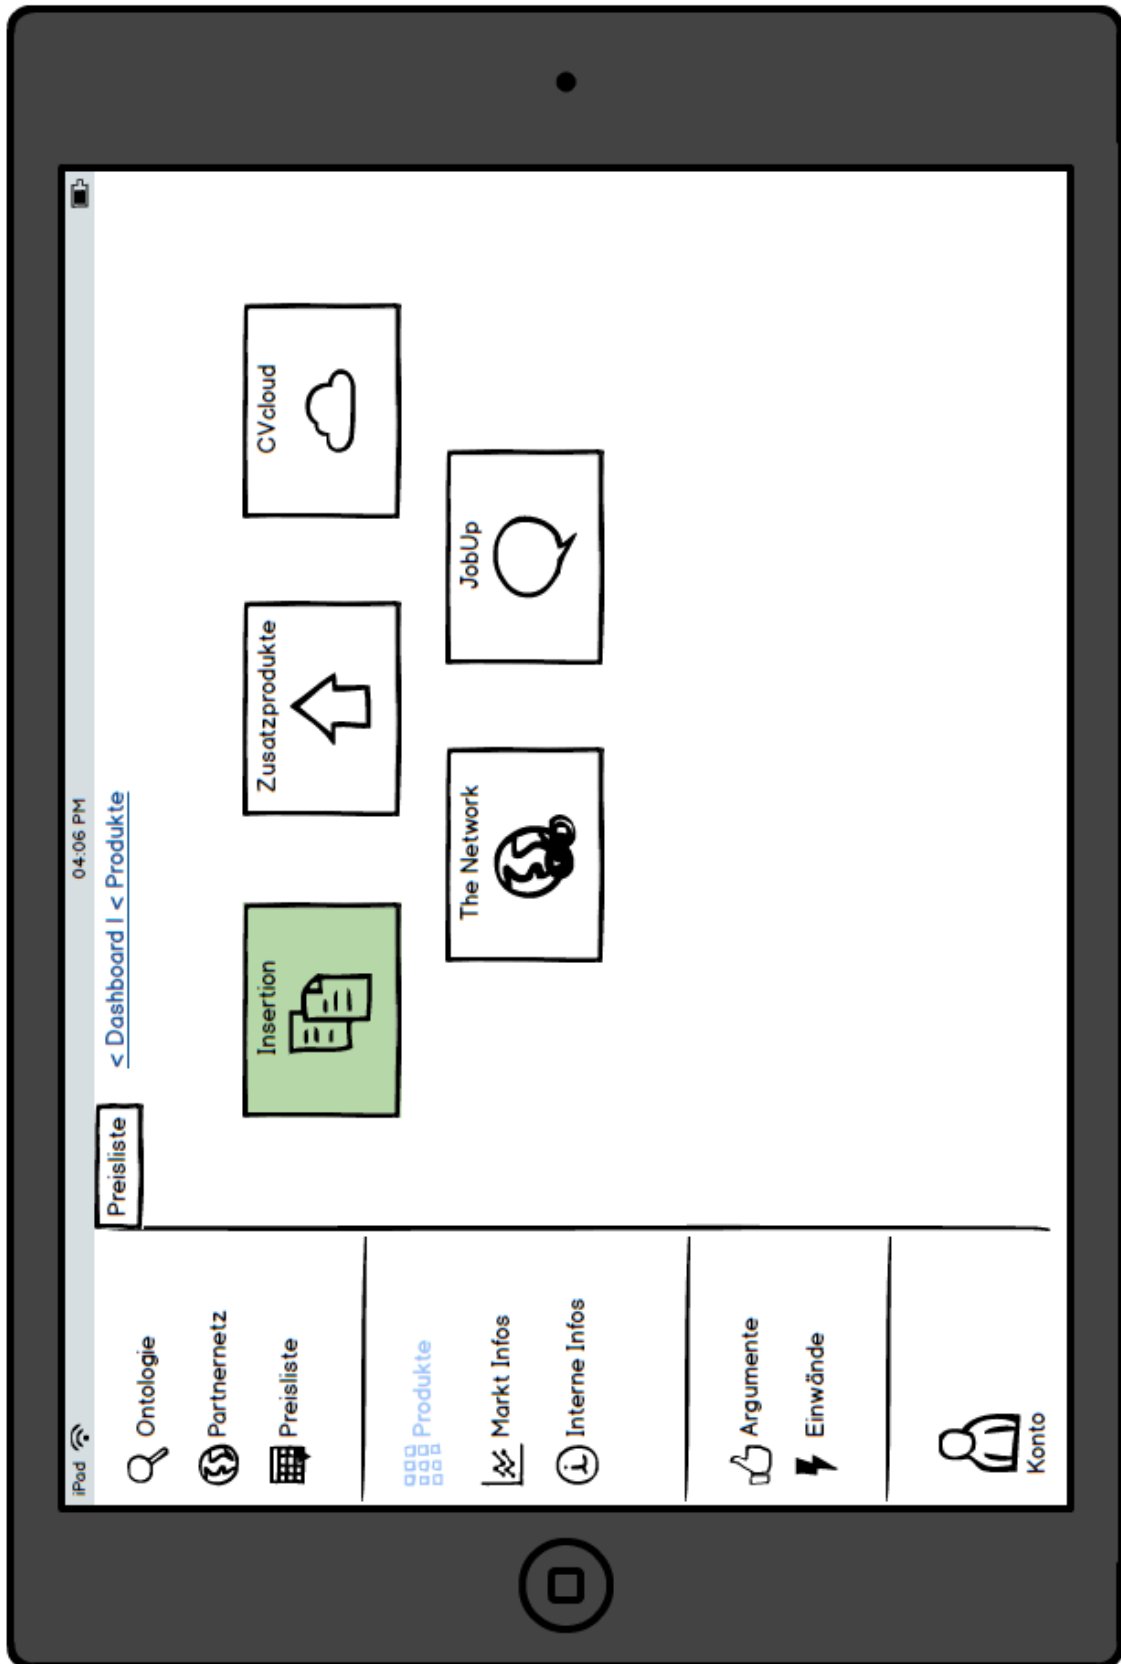 iPad 04:06 PM
Preisliste < Dashboard | < Produkte
Ontologie
Partnernetz
Preisliste
Produkte
Markt Infos
Interne Infos
Argumente
Einwände
Konto
Insertion
Zusatzprodukte
CVcloud
The Network
JobUp